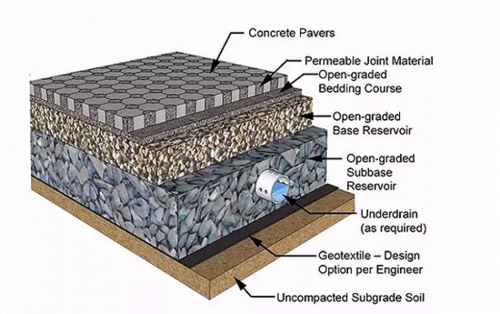 Concrete Pavers
Permeable Joint Material
Open-graded
Bedding Course
Open-graded
Base Reservoir
Open-graded
Subbase
Reservoir
Underdrain
(as required)
Geotextile – Design
Option per Engineer
Uncompacted Subgrade Soil